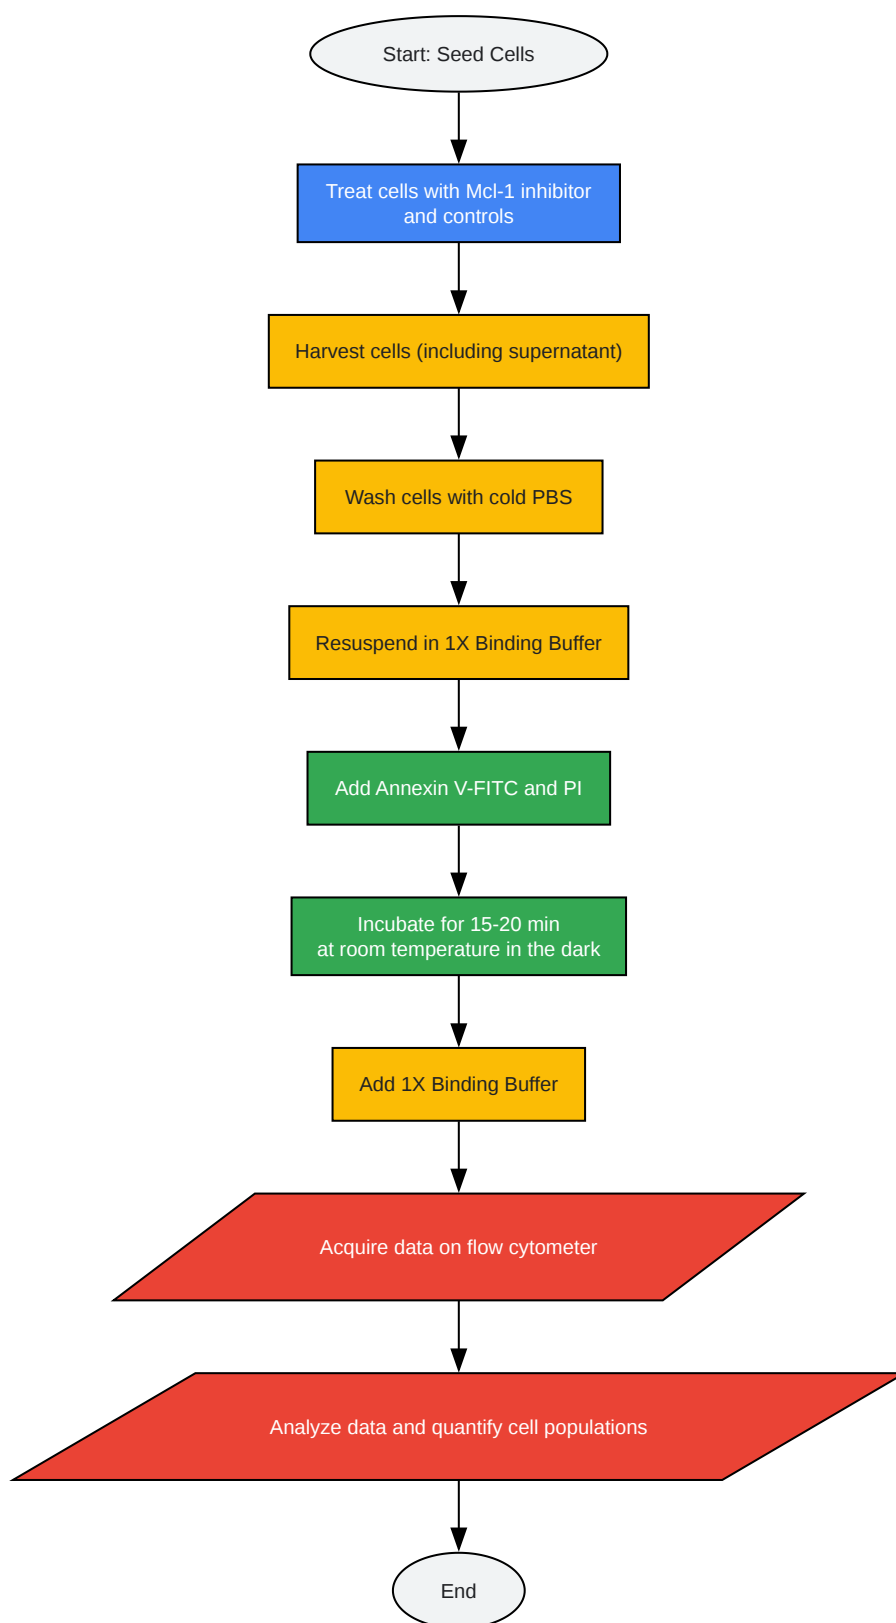 Start: Seed Cells
Treat cells with Mcl-1 inhibitor
and controls
Harvest cells (including supernatant)
Wash cells with cold PBS
Resuspend in 1X Binding Buffer
Add Annexin V-FITC and PI
Incubate for 15-20 min
at room temperature in the dark
Add 1X Binding Buffer
Acquire data on flow cytometer
Analyze data and quantify cell populations
End